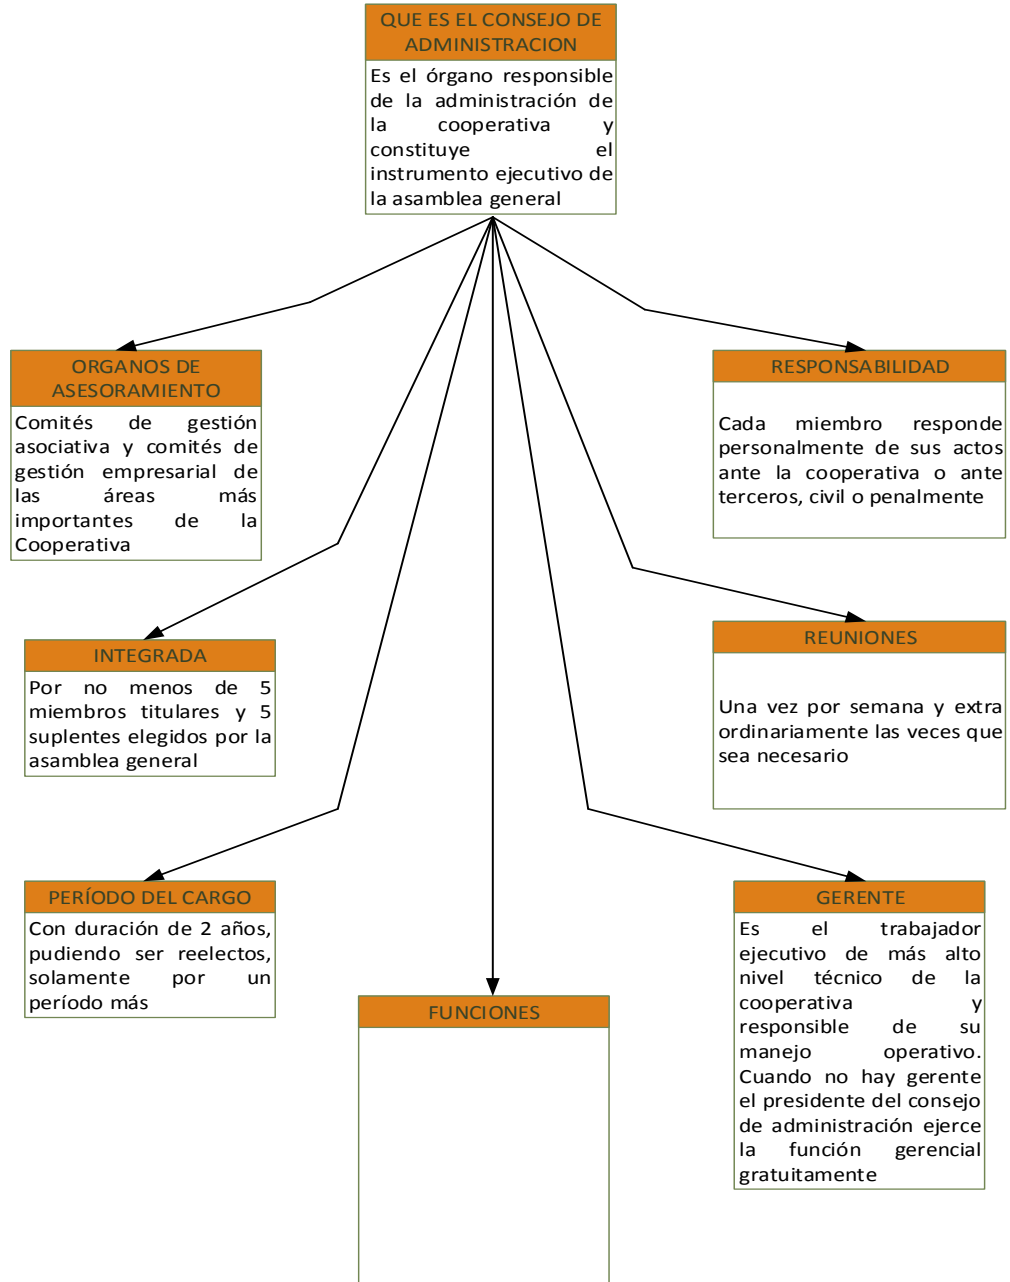 QUE ES EL CONSEJO DE
ADMINISTRACION
Es el órgano responsible
de la administración de
la cooperativa y
constituye el
instrumento ejecutivo de
la asamblea general
ORGANOS DE
ASESORAMIENTO
Comités de gestión
asociativa y comités de
gestión empresarial de
las áreas más
importantes de la
Cooperativa
RESPONSABILIDAD
Cada miembro responde
personalmente de sus actos
ante la cooperativa o ante
terceros, civil o penalmente
INTEGRADA
Por no menos de 5
miembros titulares y 5
suplentes elegidos por la
asamblea general
REUNIONES
Una vez por semana y extra
ordinariamente las veces que
sea necesario
PERÍODO DEL CARGO
Con duración de 2 años,
pudiendo ser reelectos,
solamente por un
período más
FUNCIONES
GERENTE
Es el trabajador
ejecutivo de más alto
nivel técnico de la
cooperativa y
responsible de su
manejo operativo.
Cuando no hay gerente
el presidente del consejo
de administración ejerce
la función gerencial
gratuitamente